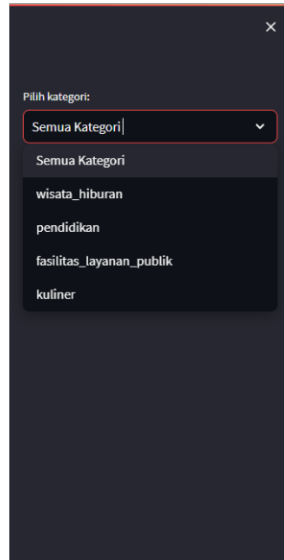 Pilih kategori:
Semua Kategori
Semua Kategori
wisata_hiburan
pendidikan
fasilitas_layanan_publik
kuliner